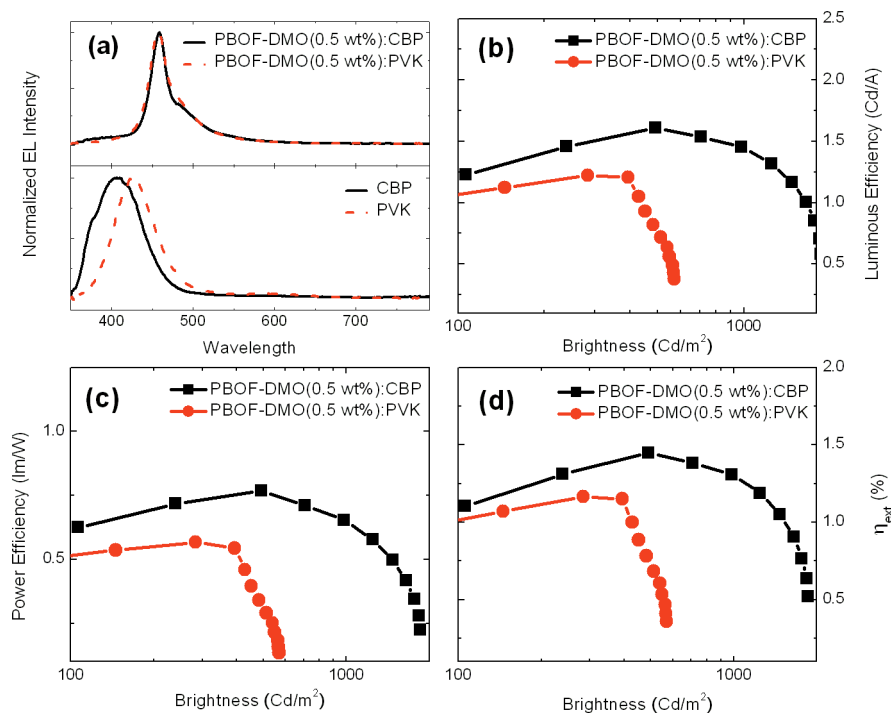 (a)
PBOF-DMO(0.5 wt%):CBP
PBOF-DMO(0.5 wt%):PVK
CBP
PVK
Normalized EL Intensity
400 500 600 700
Wavelength
(b)
PBOF-DMO(0.5 wt%):CBP
PBOF-DMO(0.5 wt%):PVK
2.5
2.0
1.5
1.0
0.5
Luminous Efficiency (Cd/A)
100 1000
Brightness (Cd/m²)
(c)
PBOF-DMO(0.5 wt%):CBP
PBOF-DMO(0.5 wt%):PVK
1.0
0.5
Power Efficiency (lm/W)
100 1000
Brightness (Cd/m²)
(d)
PBOF-DMO(0.5 wt%):CBP
PBOF-DMO(0.5 wt%):PVK
2.0
1.5
1.0
0.5
ηext (%)
100 1000
Brightness (Cd/m²)